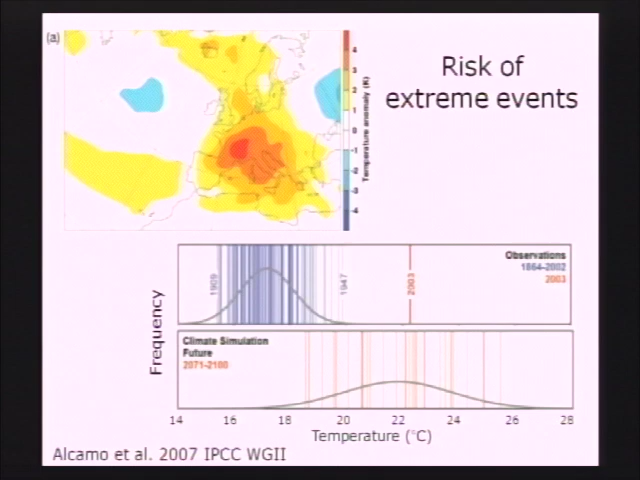 (a)
Risk of
extreme events
4
3
2
1
0
-1
-2
-3
-4
Temperature anomaly (K)
Observations
1864-2002
2003
1909
1947
2003
Frequency
Climate Simulation
Future
2071-2100
14 16 18 20 22 24 26 28
Temperature (°C)
Alcamo et al. 2007 IPCC WGII